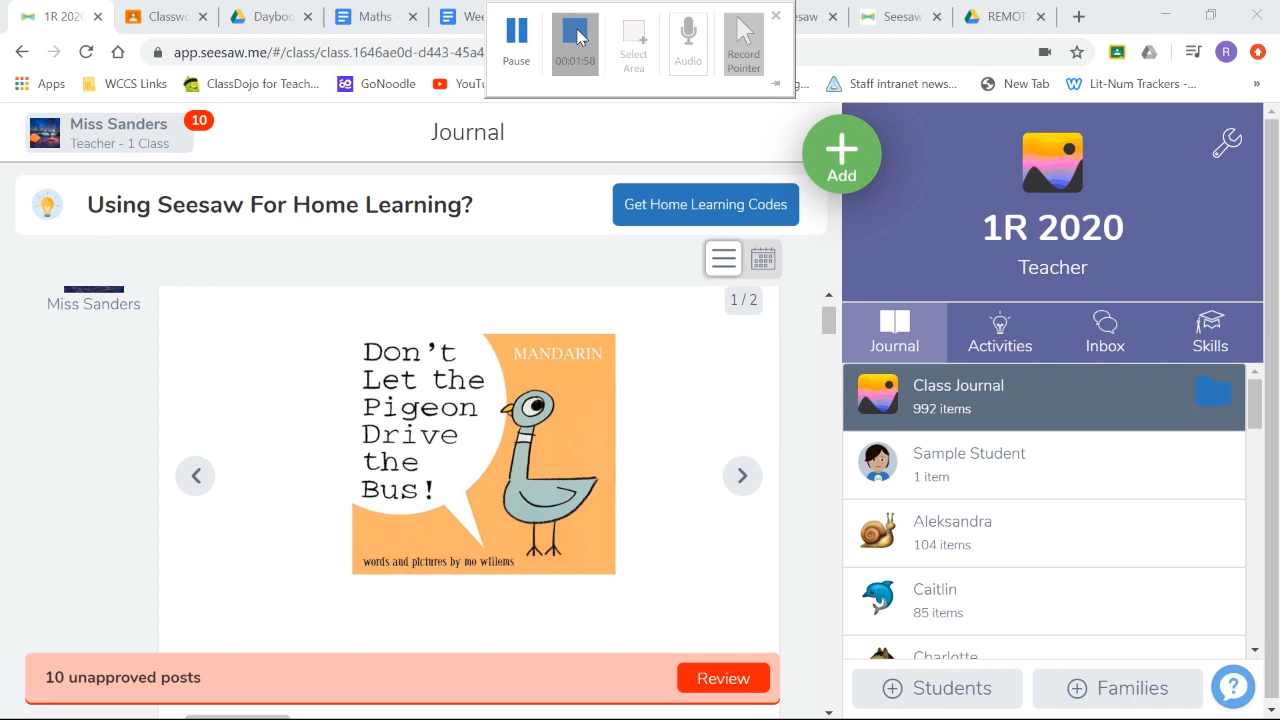 1R 202
Classw
Dayboo
Maths -
Wee
esaw
Seesaw
REMOT
app.seesaw.me/#/class/class.1646ae0d-d443-45a4
R
Apps
WCCS Links
ClassDojo for Teach...
GoNoodle
YouTu
g...
Staff intranet news...
New Tab
Lit-Num Trackers -...
»
Pause
00:01:58
Select
Area
Audio
Record
Pointer
Miss Sanders
Teacher - 1 Class
10
Journal
Add
Using Seesaw For Home Learning?
Get Home Learning Codes
Miss Sanders
1 / 2
Don't
Let the
Pigeon
Drive
the
Bus!
MANDARIN
words and pictures by mo willems
10 unapproved posts
Review
1R 2020
Teacher
Journal
Activities
Inbox
Skills
Class Journal
992 items
Sample Student
1 item
Aleksandra
104 items
Caitlin
85 items
Charlotte
Students
Families
?